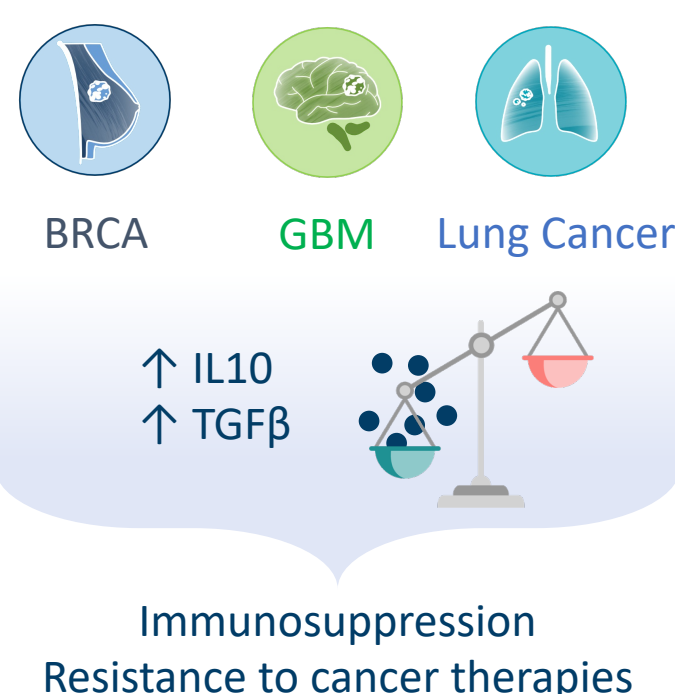 BRCA
GBM
Lung Cancer
↑ IL10
↑ TGFβ
Immunosuppression
Resistance to cancer therapies